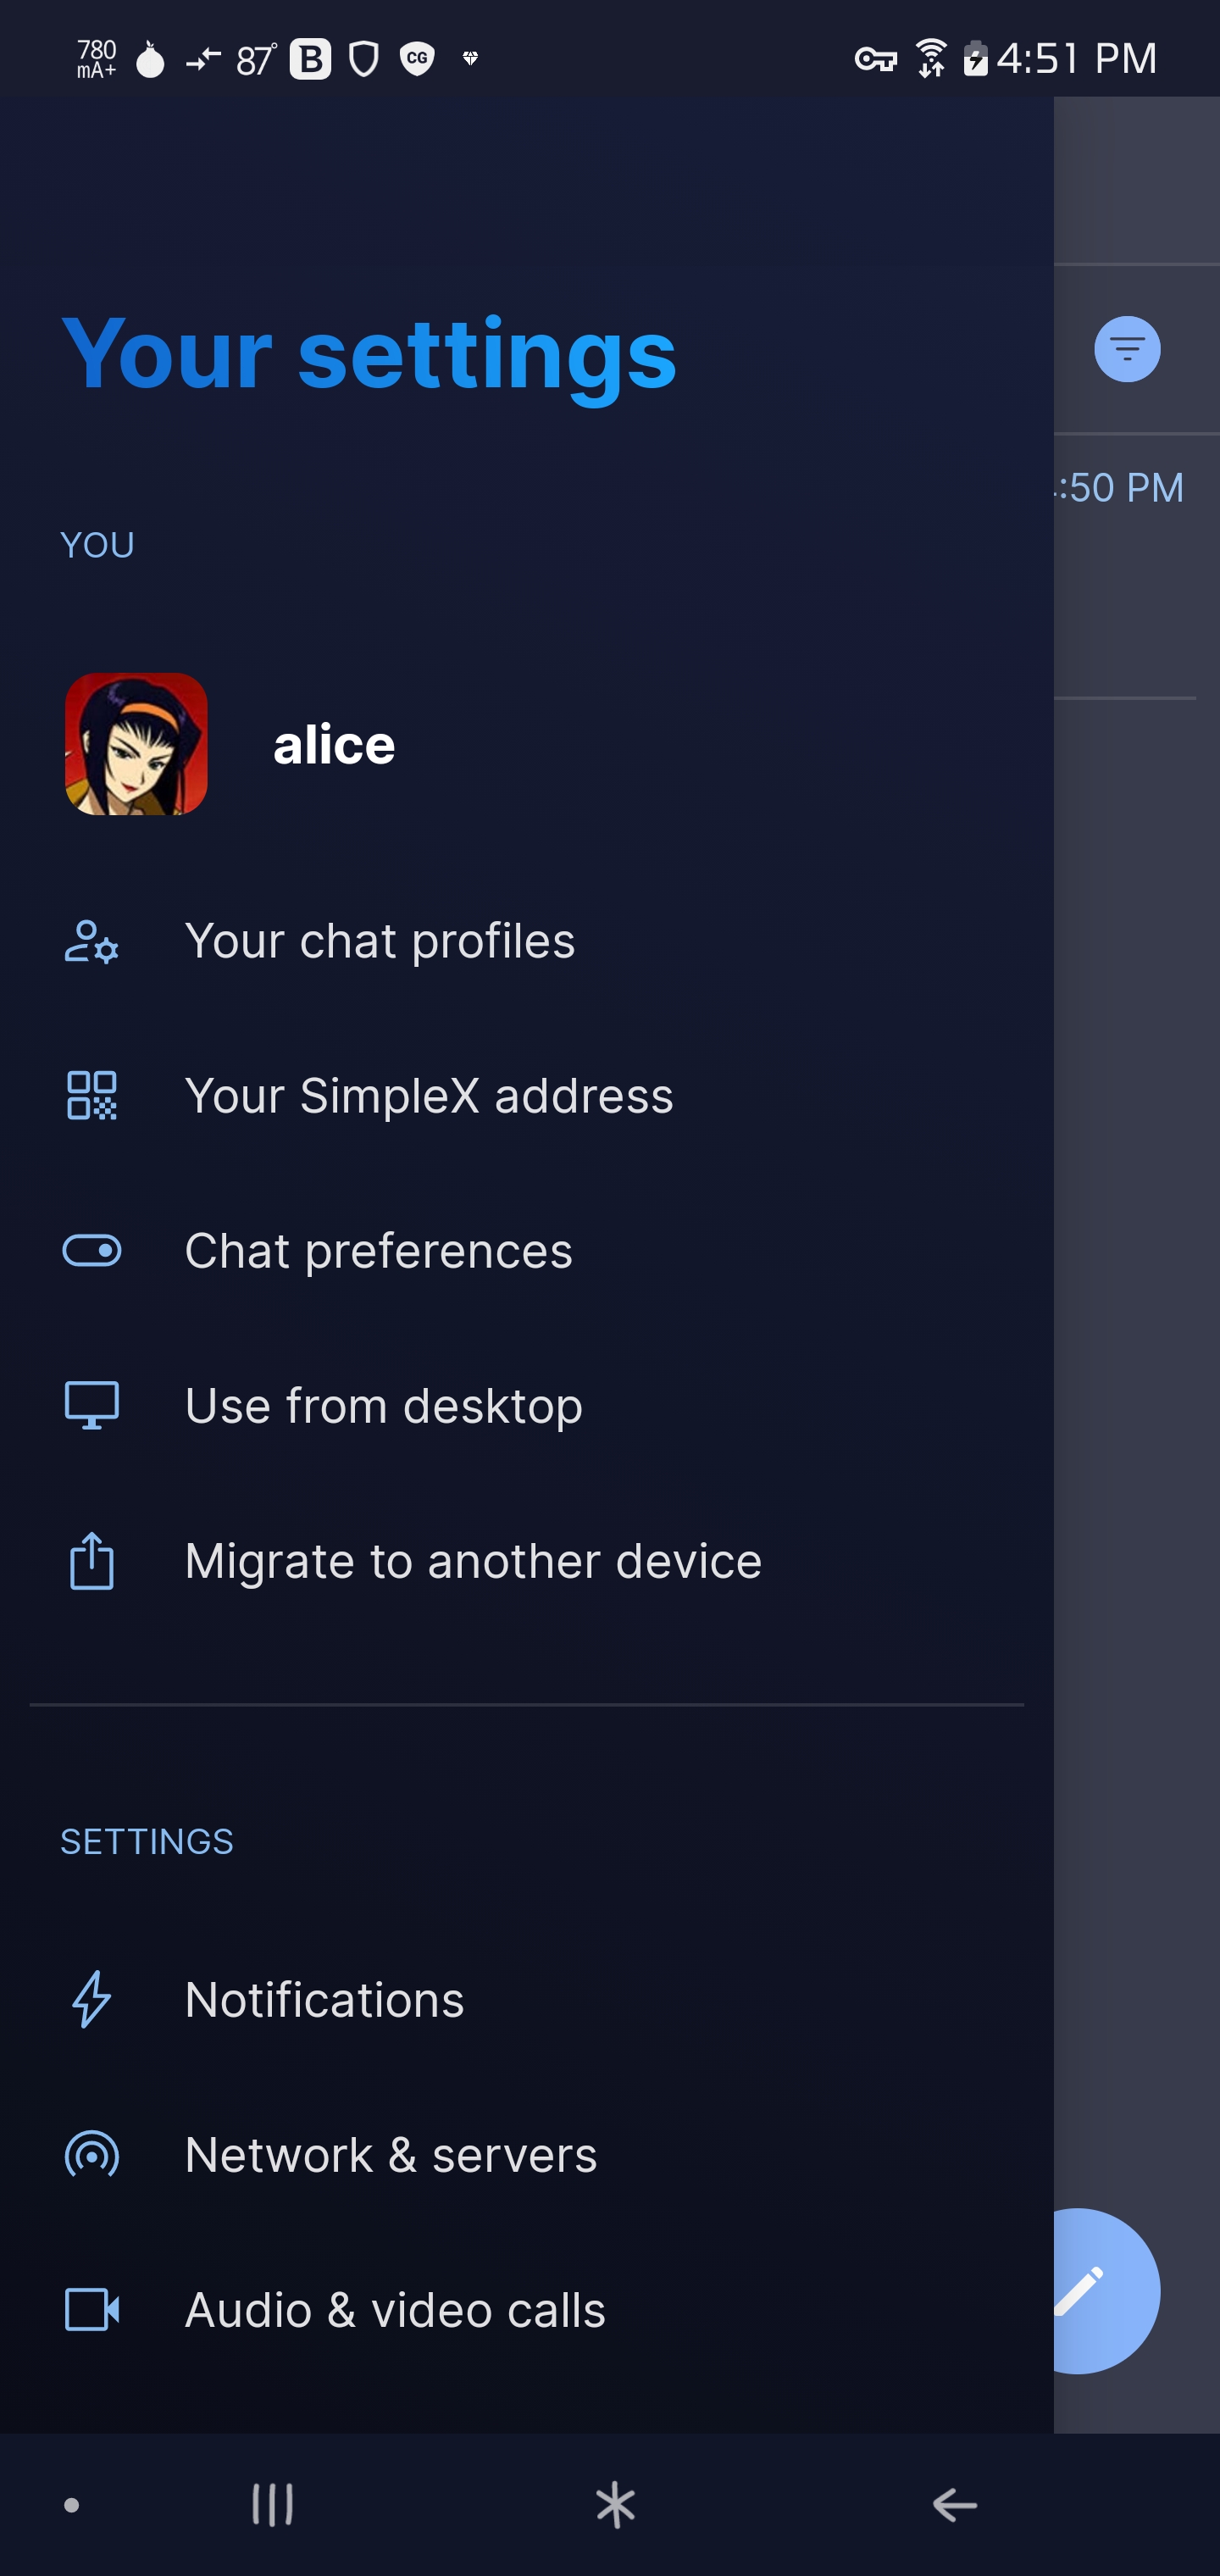 780 mA+ 87° B CG 4:51 PM
Your settings
:50 PM
YOU
alice
Your chat profiles
Your SimpleX address
Chat preferences
Use from desktop
Migrate to another device
SETTINGS
Notifications
Network & servers
Audio & video calls